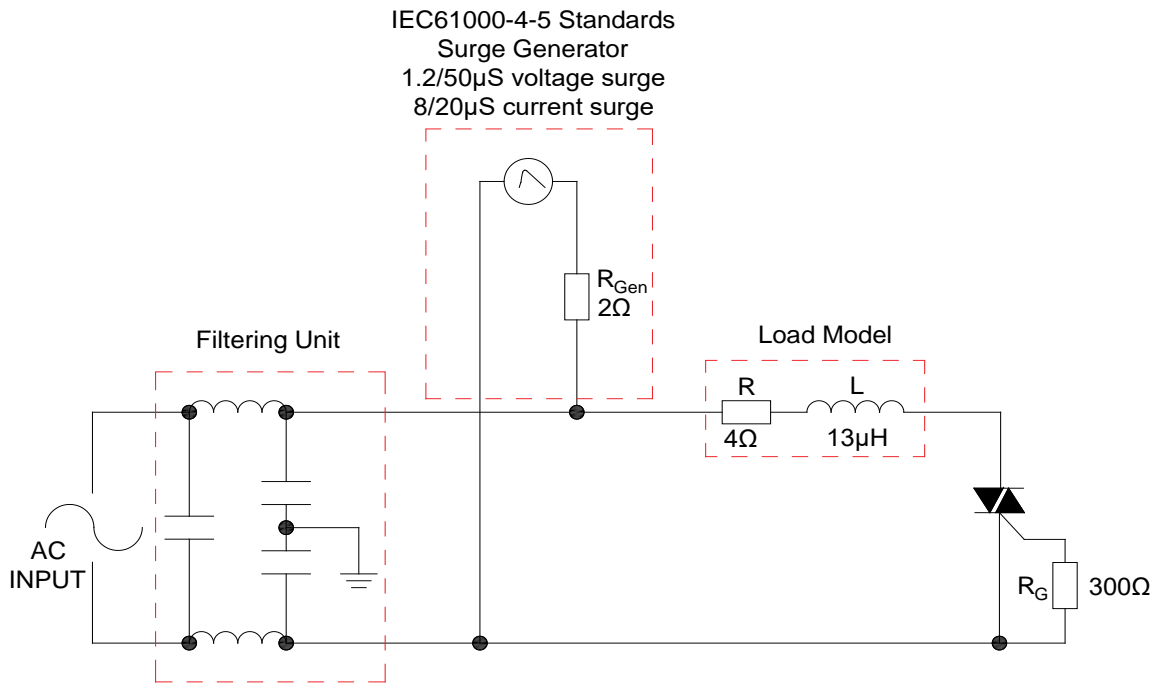 IEC61000-4-5 Standards
Surge Generator
1.2/50µS voltage surge
8/20µS current surge
RGen
2Ω
Filtering Unit
Load Model
R
L
4Ω
13µH
AC
INPUT
RG
300Ω